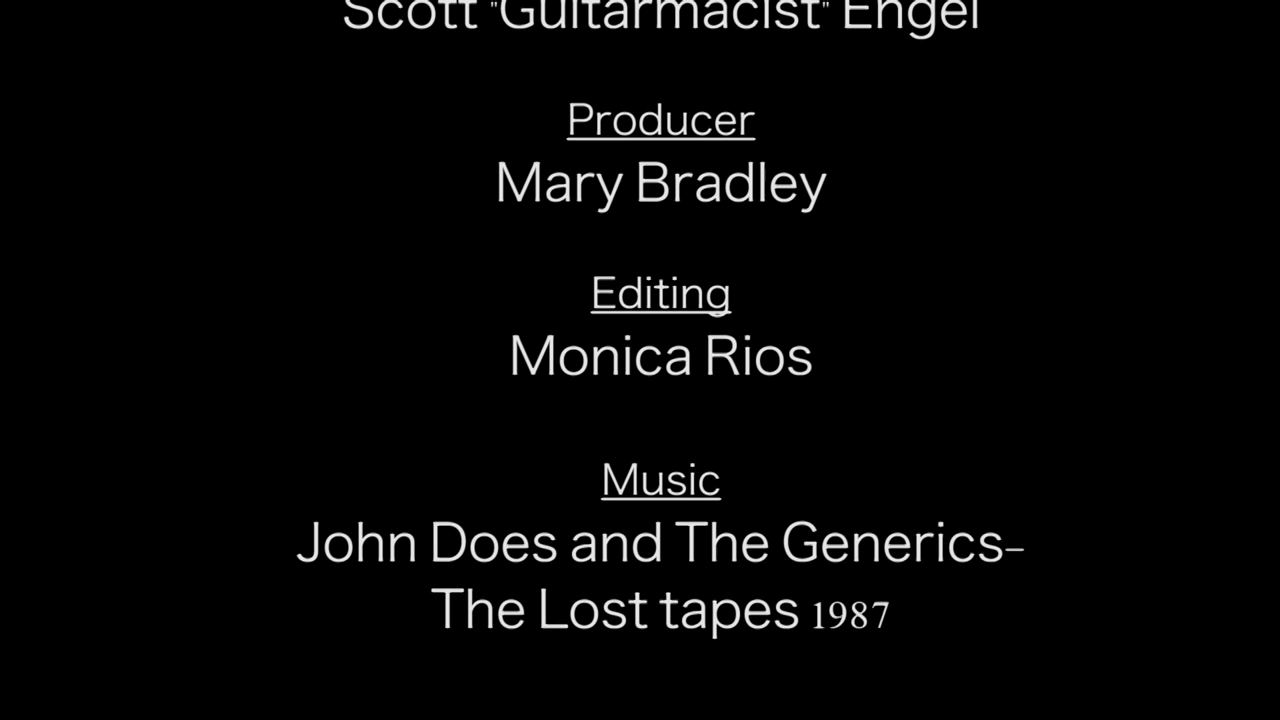 Scott "Guitarmacist" Engel
Producer
Mary Bradley
Editing
Monica Rios
Music
John Does and The Generics–
The Lost tapes 1987